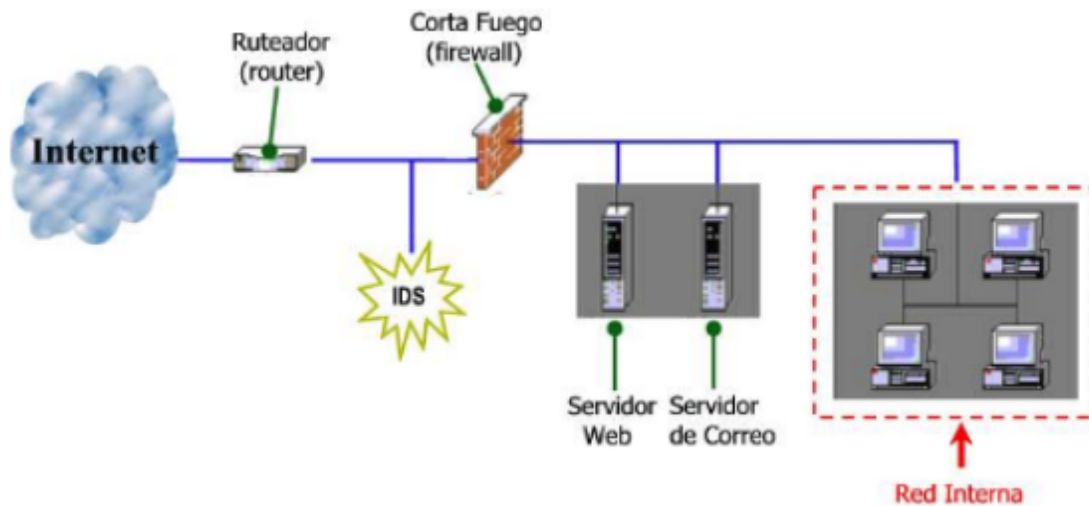 Corta Fuego
(firewall)
Ruteador
(router)
Internet
IDS
Servidor
Web
Servidor
de Correo
Red Interna